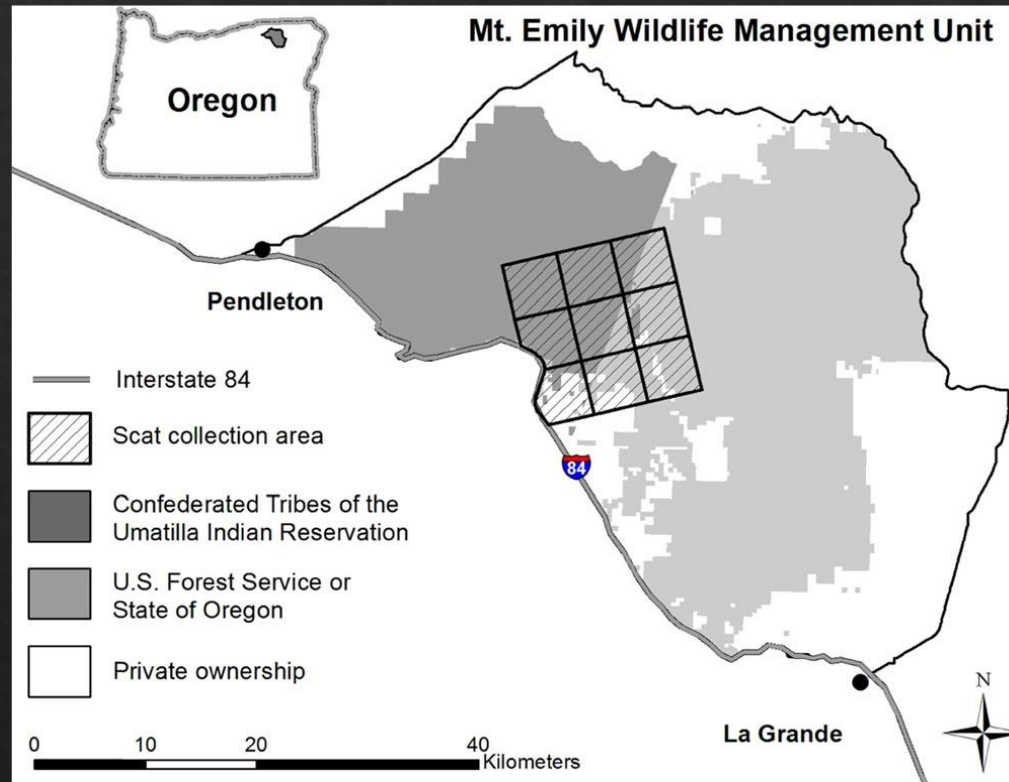 Mt. Emily Wildlife Management Unit
Oregon
Pendleton
Interstate 84
Scat collection area
84
Confederated Tribes of the
Umatilla Indian Reservation
U.S. Forest Service or
State of Oregon
Private ownership
N
La Grande
0 10 20 40
Kilometers